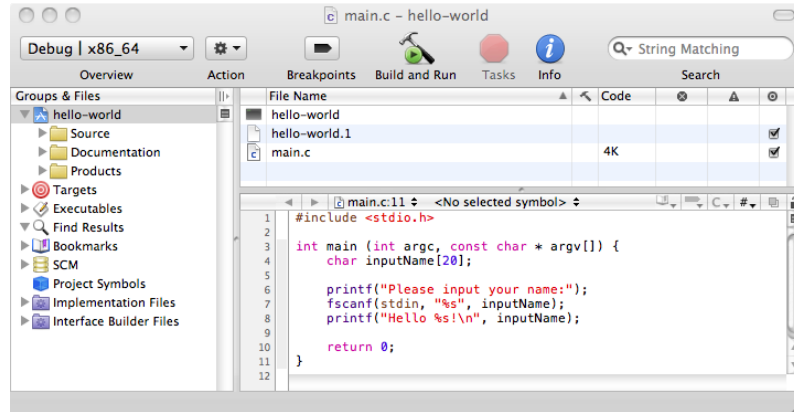 main.c – hello-world
Debug | x86_64
String Matching
Overview Action Breakpoints Build and Run Tasks Info Search
Groups & Files
hello-world
Source
Documentation
Products
Targets
Executables
Find Results
Bookmarks
SCM
Project Symbols
Implementation Files
Interface Builder Files
File Name Code
hello-world
hello-world.1
main.c 4K
main.c:11 <No selected symbol> C #
1 #include <stdio.h>
2
3 int main (int argc, const char * argv[]) {
4 char inputName[20];
5
6 printf("Please input your name:");
7 fscanf(stdin, "%s", inputName);
8 printf("Hello %s!\n", inputName);
9
10 return 0;
11 }
12